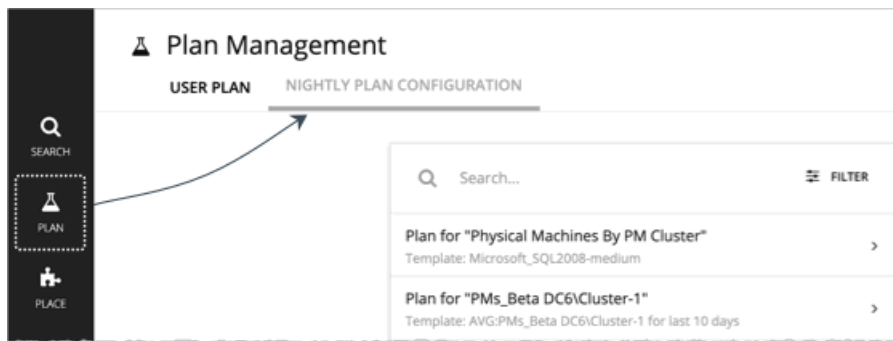 Plan Management
USER PLAN NIGHTLY PLAN CONFIGURATION
SEARCH
PLAN
PLACE
Search...
FILTER
Plan for "Physical Machines By PM Cluster"
Template: Microsoft_SQL2008-medium
Plan for "PMs_Beta DC6\Cluster-1"
Template: AVG:PMs_Beta DC6\Cluster-1 for last 10 days